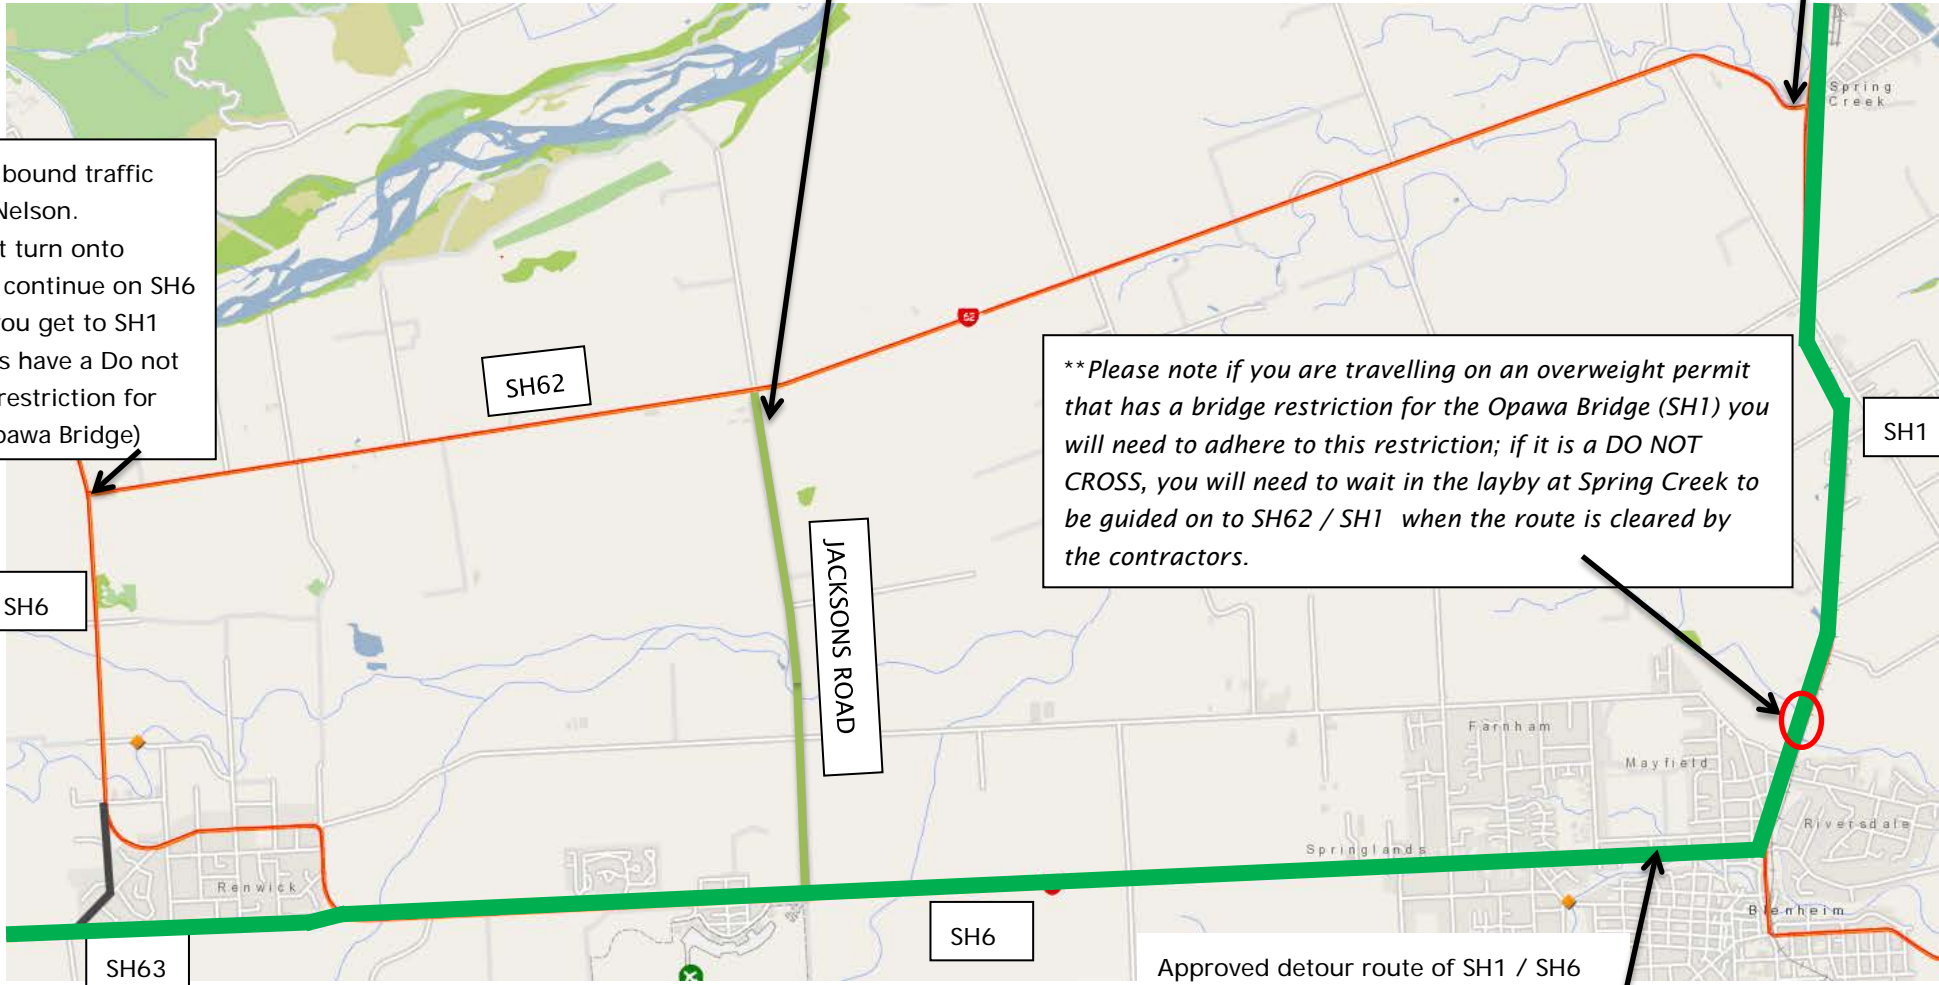 Spring
Creek
bound traffic
Nelson.
t turn onto
continue on SH6
ou get to SH1
s have a Do not
restriction for
pawa Bridge)
62
SH62
**Please note if you are travelling on an overweight permit
that has a bridge restriction for the Opawa Bridge (SH1) you
will need to adhere to this restriction; if it is a DO NOT
CROSS, you will need to wait in the layby at Spring Creek to
be guided on to SH62 / SH1 when the route is cleared by
the contractors.
SH1
SH6
JACKSONS ROAD
Farnham
Mayfield
Riversdale
Springlands
Renwick
Blenheim
SH6
SH63
Approved detour route of SH1 / SH6